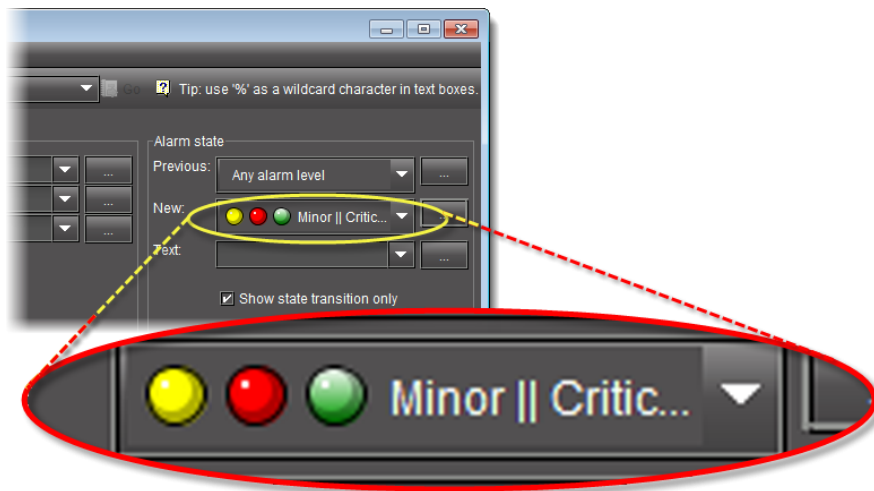 Go
Tip: use '%' as a wildcard character in text boxes.
Alarm state
Previous:
Any alarm level
...
...
New:
Minor || Critic...
...
...
Text:
...
...
Show state transition only
Minor || Critic...